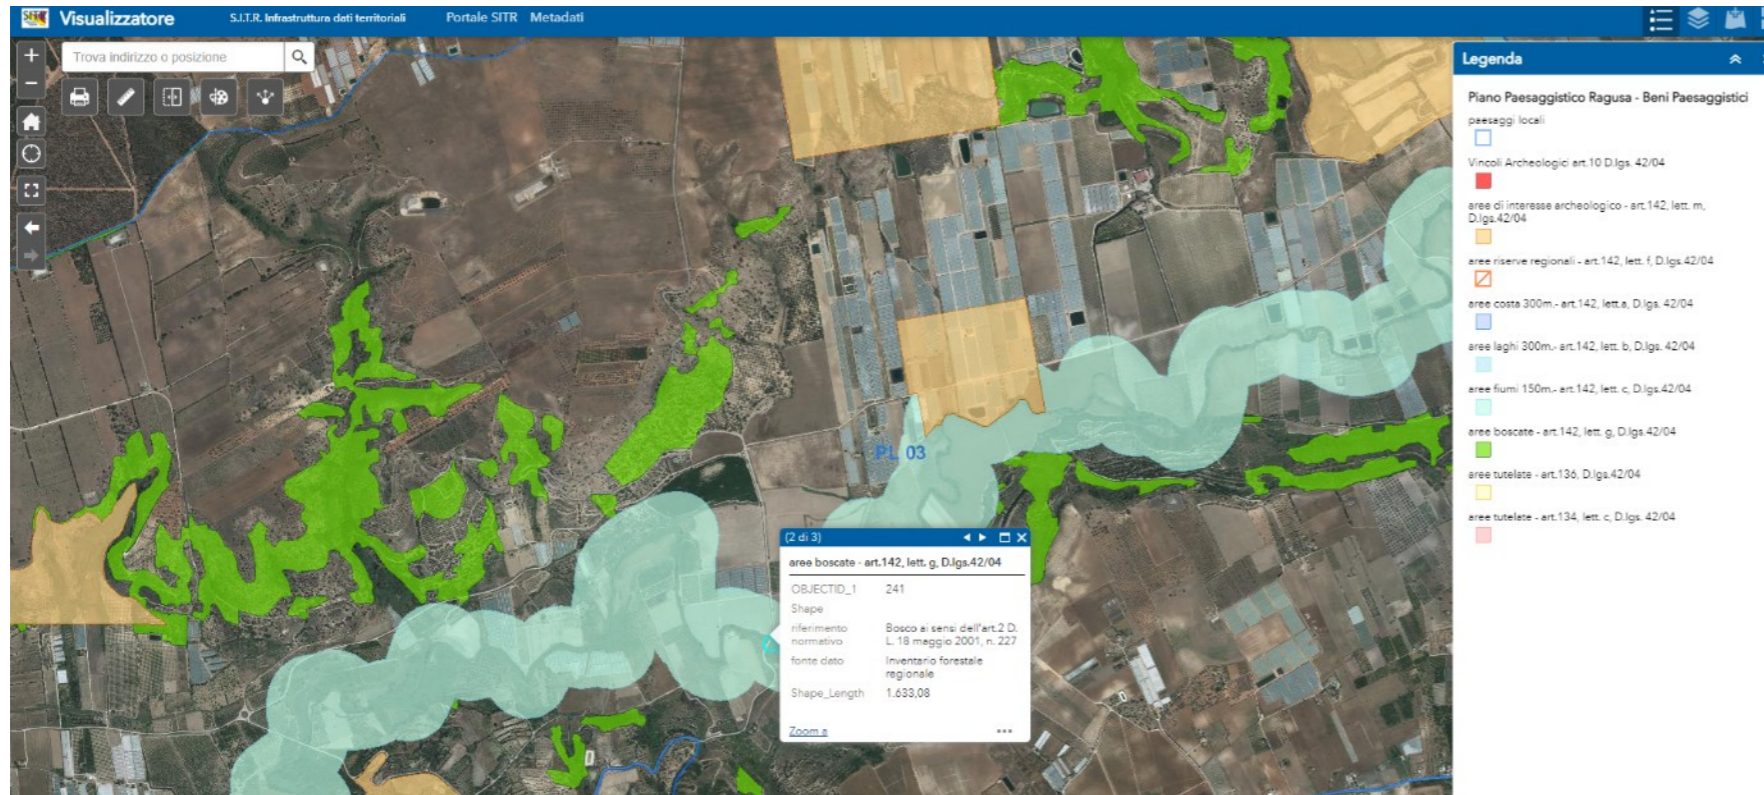 SITR Visualizzatore S.I.T.R. Infrastruttura dati territoriali Portale SITR Metadati
Trova indirizzo o posizione
Legenda
Piano Paesaggistico Ragusa - Beni Paesaggistici
paesaggi locali
Vincoli Archeologici art.10 D.lgs. 42/04
aree di interesse archeologico - art.142, lett. m,
D.lgs.42/04
aree riserve regionali - art.142, lett. f, D.lgs.42/04
aree costa 300m.- art.142, lett.a, D.lgs. 42/04
aree laghi 300m.- art.142, lett. b, D.lgs. 42/04
aree fiumi 150m.- art.142, lett. c, D.lgs.42/04
aree boscate - art.142, lett. g, D.lgs.42/04
aree tutelate - art.136, D.lgs.42/04
aree tutelate - art.134, lett. c, D.lgs. 42/04
PL 03
(2 di 3)
aree boscate - art.142, lett. g, D.lgs.42/04
OBJECTID_1 241
Shape
riferimento Bosco ai sensi dell'art.2 D.
normativo L. 18 maggio 2001, n. 227
fonte dato Inventario forestale
regionale
Shape_Length 1.633,08
Zoom a